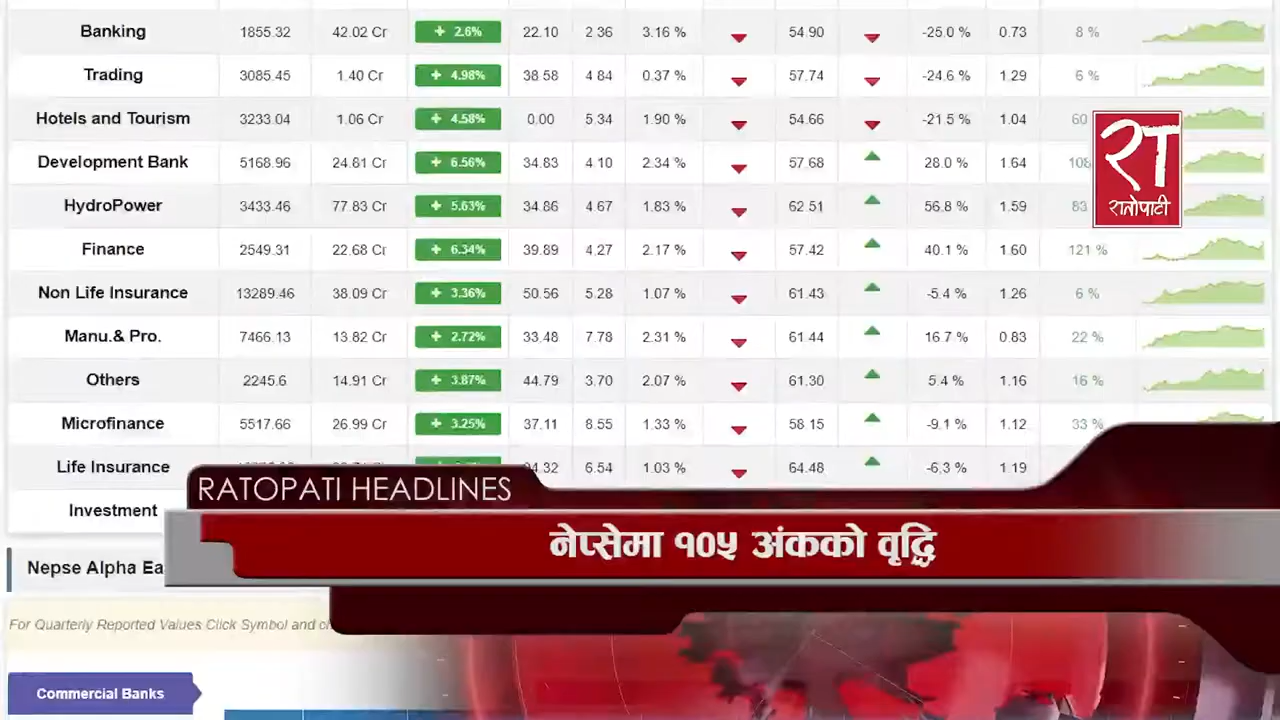 Banking 1855.32 42.02 Cr + 2.6% 22.10 2.36 3.16 % 54.90 -25.0 % 0.73 8 %
Trading 3085.45 1.40 Cr + 4.98% 38.58 4.84 0.37 % 57.74 -24.6 % 1.29 6 %
Hotels and Tourism 3233.04 1.06 Cr + 4.58% 0.00 5.34 1.90 % 54.66 -21.5 % 1.04 60
Development Bank 5168.96 24.81 Cr + 6.56% 34.83 4.10 2.34 % 57.68 28.0 % 1.64 108
HydroPower 3433.46 77.83 Cr + 5.63% 34.86 4.67 1.83 % 62.51 56.8 % 1.59 83
रा
रातोपाटी
Finance 2549.31 22.68 Cr + 6.34% 39.89 4.27 2.17 % 57.42 40.1 % 1.60 121 %
Non Life Insurance 13289.46 38.09 Cr + 3.36% 50.56 5.28 1.07 % 61.43 -5.4 % 1.26 6 %
Manu.& Pro. 7466.13 13.82 Cr + 2.72% 33.48 7.78 2.31 % 61.44 16.7 % 0.83 22 %
Others 2245.6 14.91 Cr + 3.87% 44.79 3.70 2.07 % 61.30 5.4 % 1.16 16 %
Microfinance 5517.66 26.99 Cr + 3.25% 37.11 8.55 1.33 % 58.15 -9.1 % 1.12 33 %
Life Insurance 6.54 1.03 % 64.48 -6.3 % 1.19
RATOPATI HEADLINES
Investment
नेप्सेमा १०५ अंकको वृद्धि
Nepse Alpha
For Quarterly Reported Values Click Symbol and
Commercial Banks